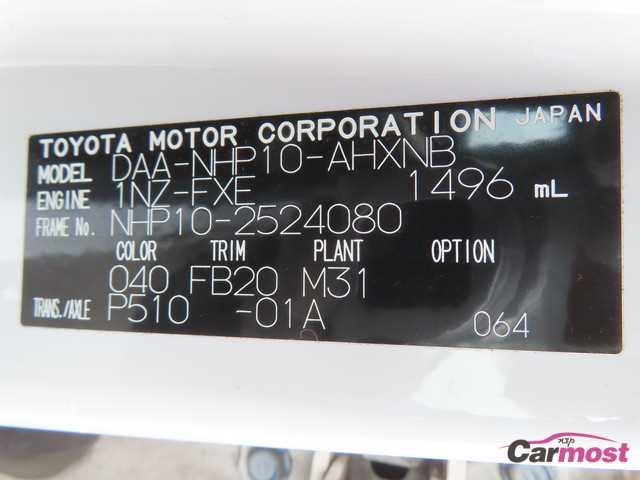 TOYOTA MOTOR CORPORATION JAPAN
MODEL DAA-NHP10-AHXNB
ENGINE 1NZ-FXE 1496 mL
FRAME No. NHP10-2524080
COLOR TRIM PLANT OPTION
040 FB20 M31
TRANS./AXLE P510 -01A 064
Carmost